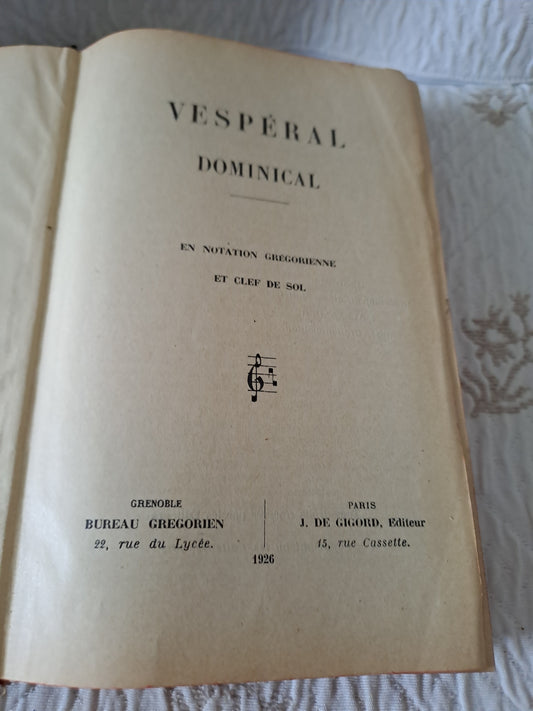 VESPÉRAL
DOMINICAL
EN NOTATION GRÉGORIENNE
ET CLEF DE SOL
GRENOBLE
BUREAU GREGORIEN
22, rue du Lycée.
PARIS
J. DE GIGORD, Editeur
15, rue Cassette.
1926